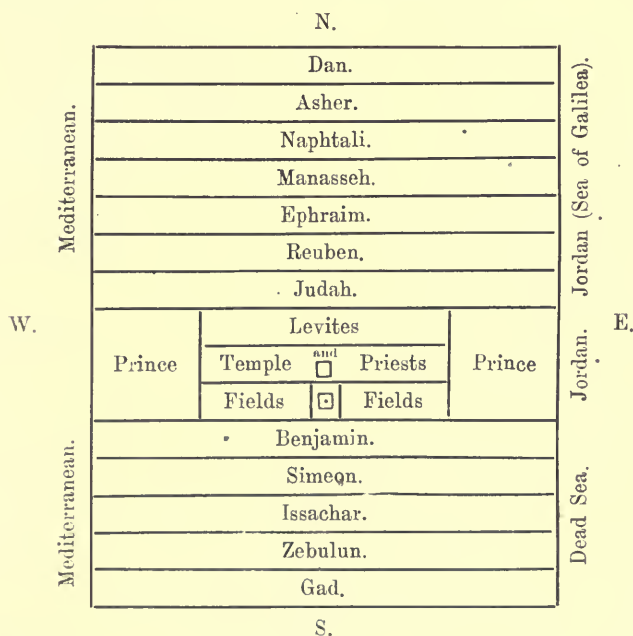 N.
Dan.
Asher.
Naphtali.
Manasseh.
Ephraim.
Reuben.
Judah.
Mediterranean.
Jordan (Sea of Galilea).
W.
Prince
Levites
Temple and Priests
Fields Fields
Prince
Jordan.
E.
Benjamin.
Simeon.
Issachar.
Zebulun.
Gad.
Mediterranean.
Dead Sea.
S.